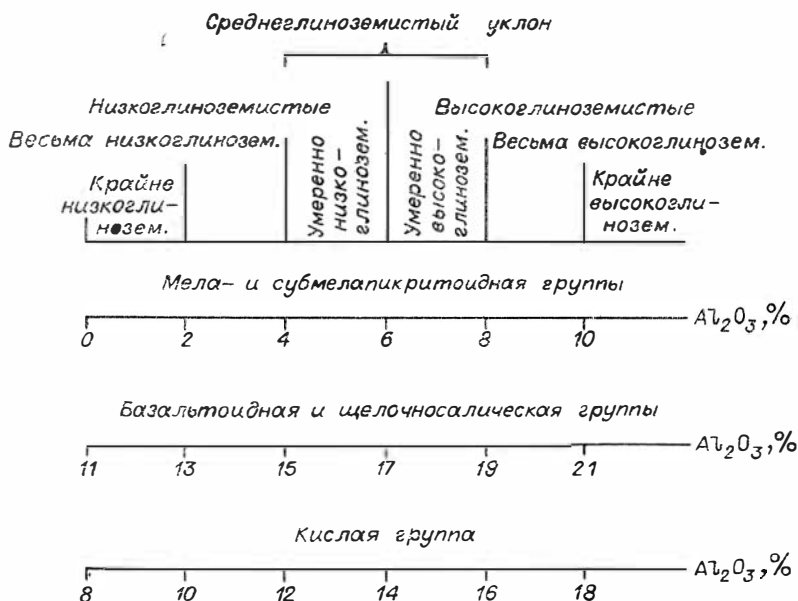 Среднеглиноземистый уклон
Низкоглиноземистые
Высокоглиноземистые
Весьма низкоглинозем.
Весьма высокоглинозем.
Крайне
низкогли-
нозем.
Умеренно
низко-
глинозем.
Умеренно
высоко-
глинозем.
Крайне
высокогли-
нозем.
Мела- и субмелапикритоидная группы
Al₂O₃,%
0 2 4 6 8 10
Базальтоидная и щелочносалическая группы
Al₂O₃,%
11 13 15 17 19 21
Кислая группа
Al₂O₃,%
8 10 12 14 16 18